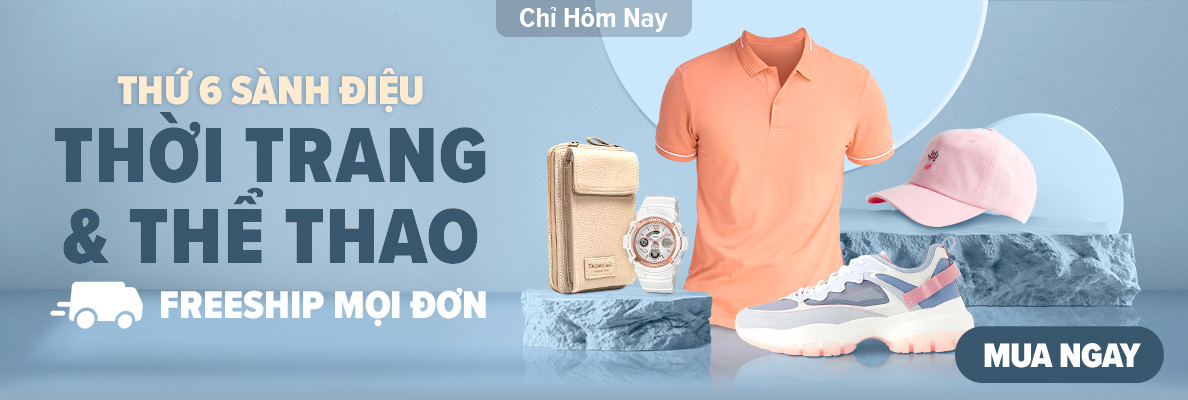 Chỉ Hôm Nay
THỨ 6 SÀNH ĐIỆU
THỜI TRANG
& THỂ THAO
FREESHIP MỌI ĐƠN
MUA NGAY